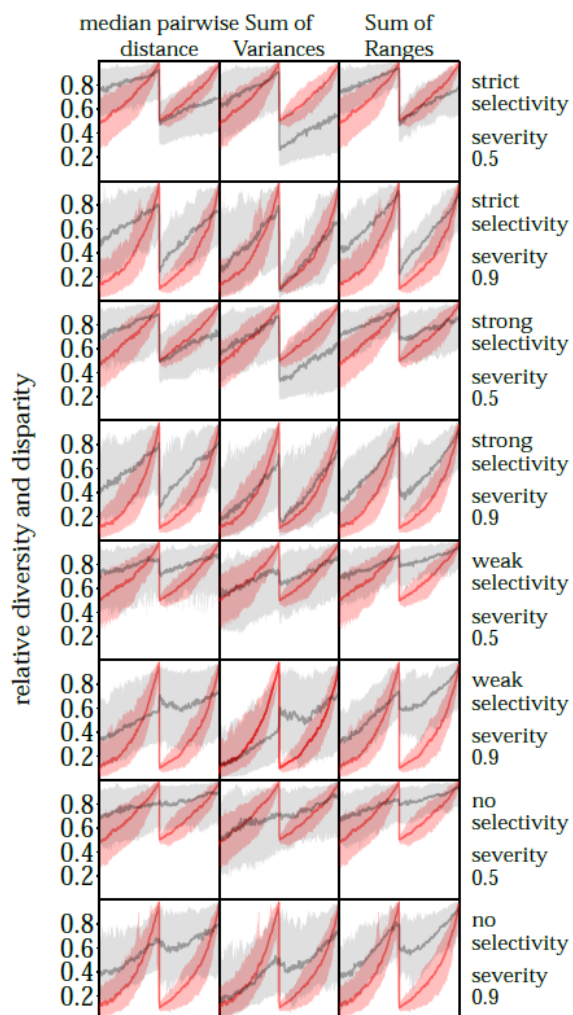 median pairwise Sum of Sum of
distance Variances Ranges
relative diversity and disparity
0.8
0.6
0.4
0.2
strict
selectivity
severity
0.5
0.8
0.6
0.4
0.2
strict
selectivity
severity
0.9
0.8
0.6
0.4
0.2
strong
selectivity
severity
0.5
0.8
0.6
0.4
0.2
strong
selectivity
severity
0.9
0.8
0.6
0.4
0.2
weak
selectivity
severity
0.5
0.8
0.6
0.4
0.2
weak
selectivity
severity
0.9
0.8
0.6
0.4
0.2
no
selectivity
severity
0.5
0.8
0.6
0.4
0.2
no
selectivity
severity
0.9